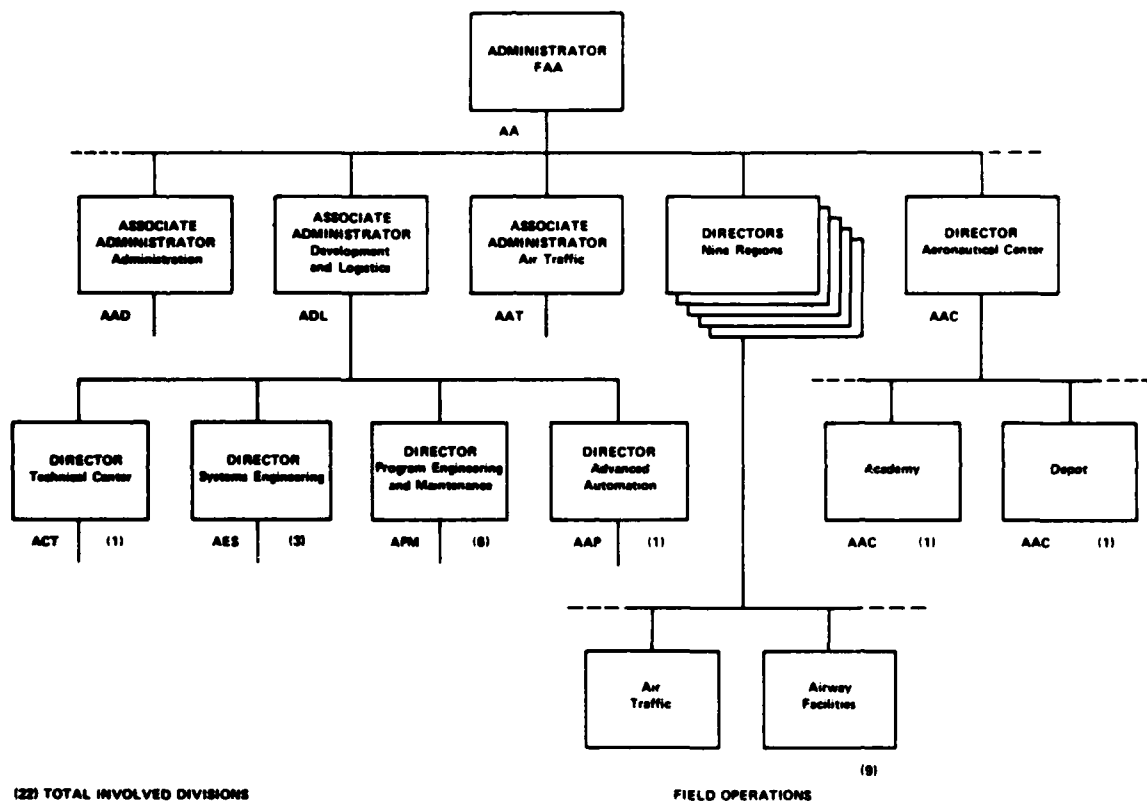 ADMINISTRATOR
FAA
AA
ASSOCIATE
ADMINISTRATOR
Administration
AAD
ASSOCIATE
ADMINISTRATOR
Development
and Logistics
ADL
ASSOCIATE
ADMINISTRATOR
Air Traffic
AAT
DIRECTORS
Nine Regions
DIRECTOR
Aeronautical Center
AAC
DIRECTOR
Technical Center
ACT (1)
DIRECTOR
Systems Engineering
AES (3)
DIRECTOR
Program Engineering
and Maintenance
APM (6)
DIRECTOR
Advanced
Automation
AAP (1)
Academy
AAC (1)
Depot
AAC (1)
Air
Traffic
Airway
Facilities
(9)
(22) TOTAL INVOLVED DIVISIONS
FIELD OPERATIONS